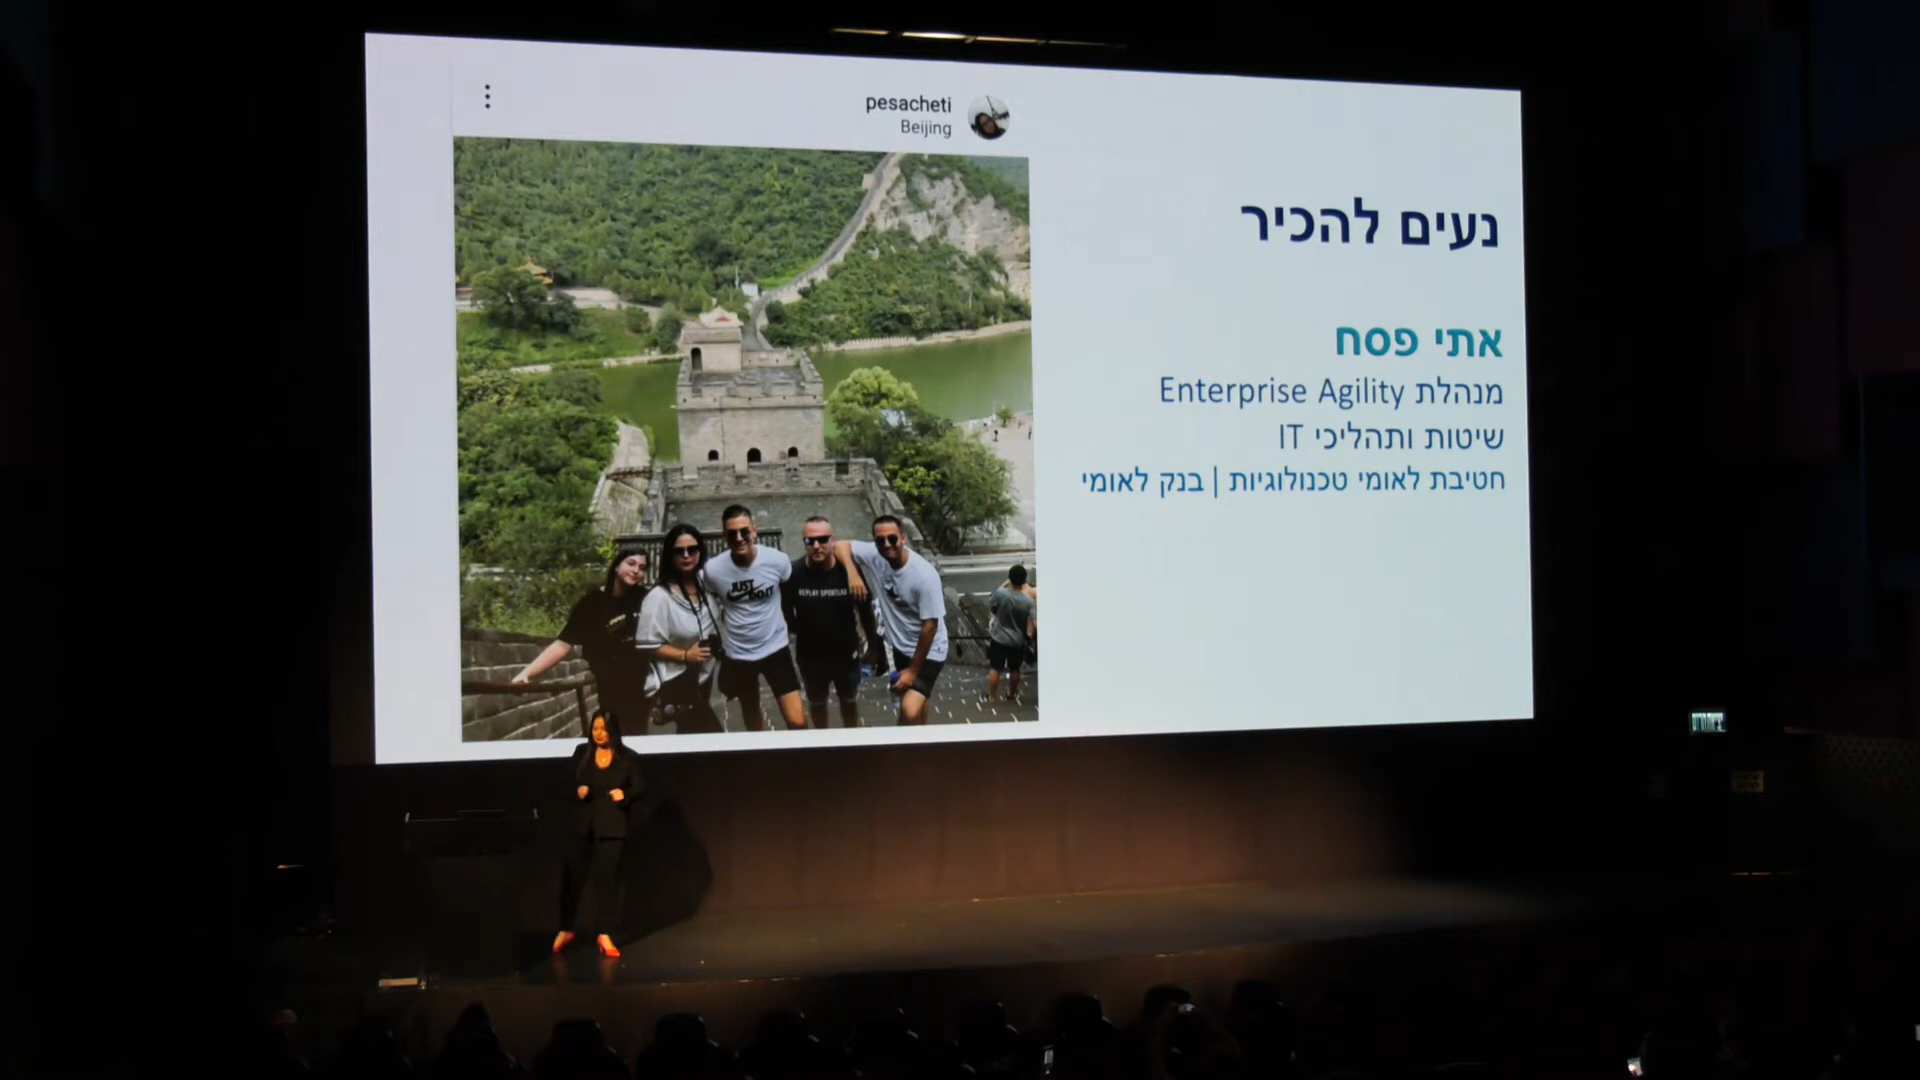 pesacheti
Beijing
נעים להכיר
אתי פסח
מנהלת Enterprise Agility
שיטות ותהליכי IT
חטיבת לאומי טכנולוגיות | בנק לאומי
JUST DO IT
REPLAY SPORTLAB